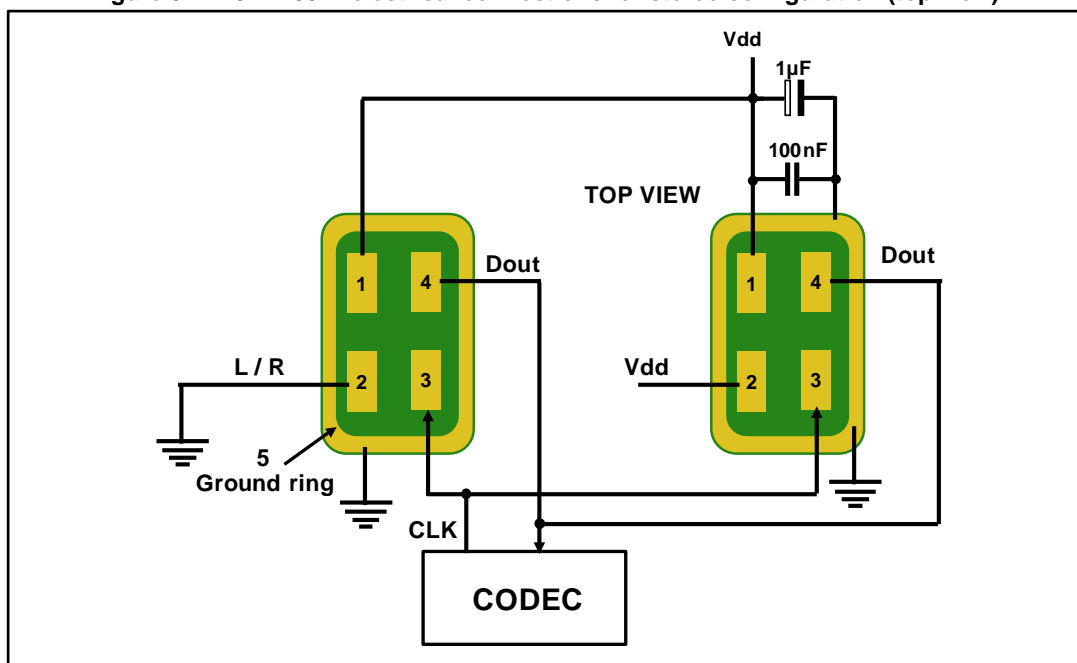 Vdd
1µF
100nF
TOP VIEW
1
4
Dout
1
4
Dout
L / R
2
3
Vdd
2
3
5
Ground ring
CLK
CODEC